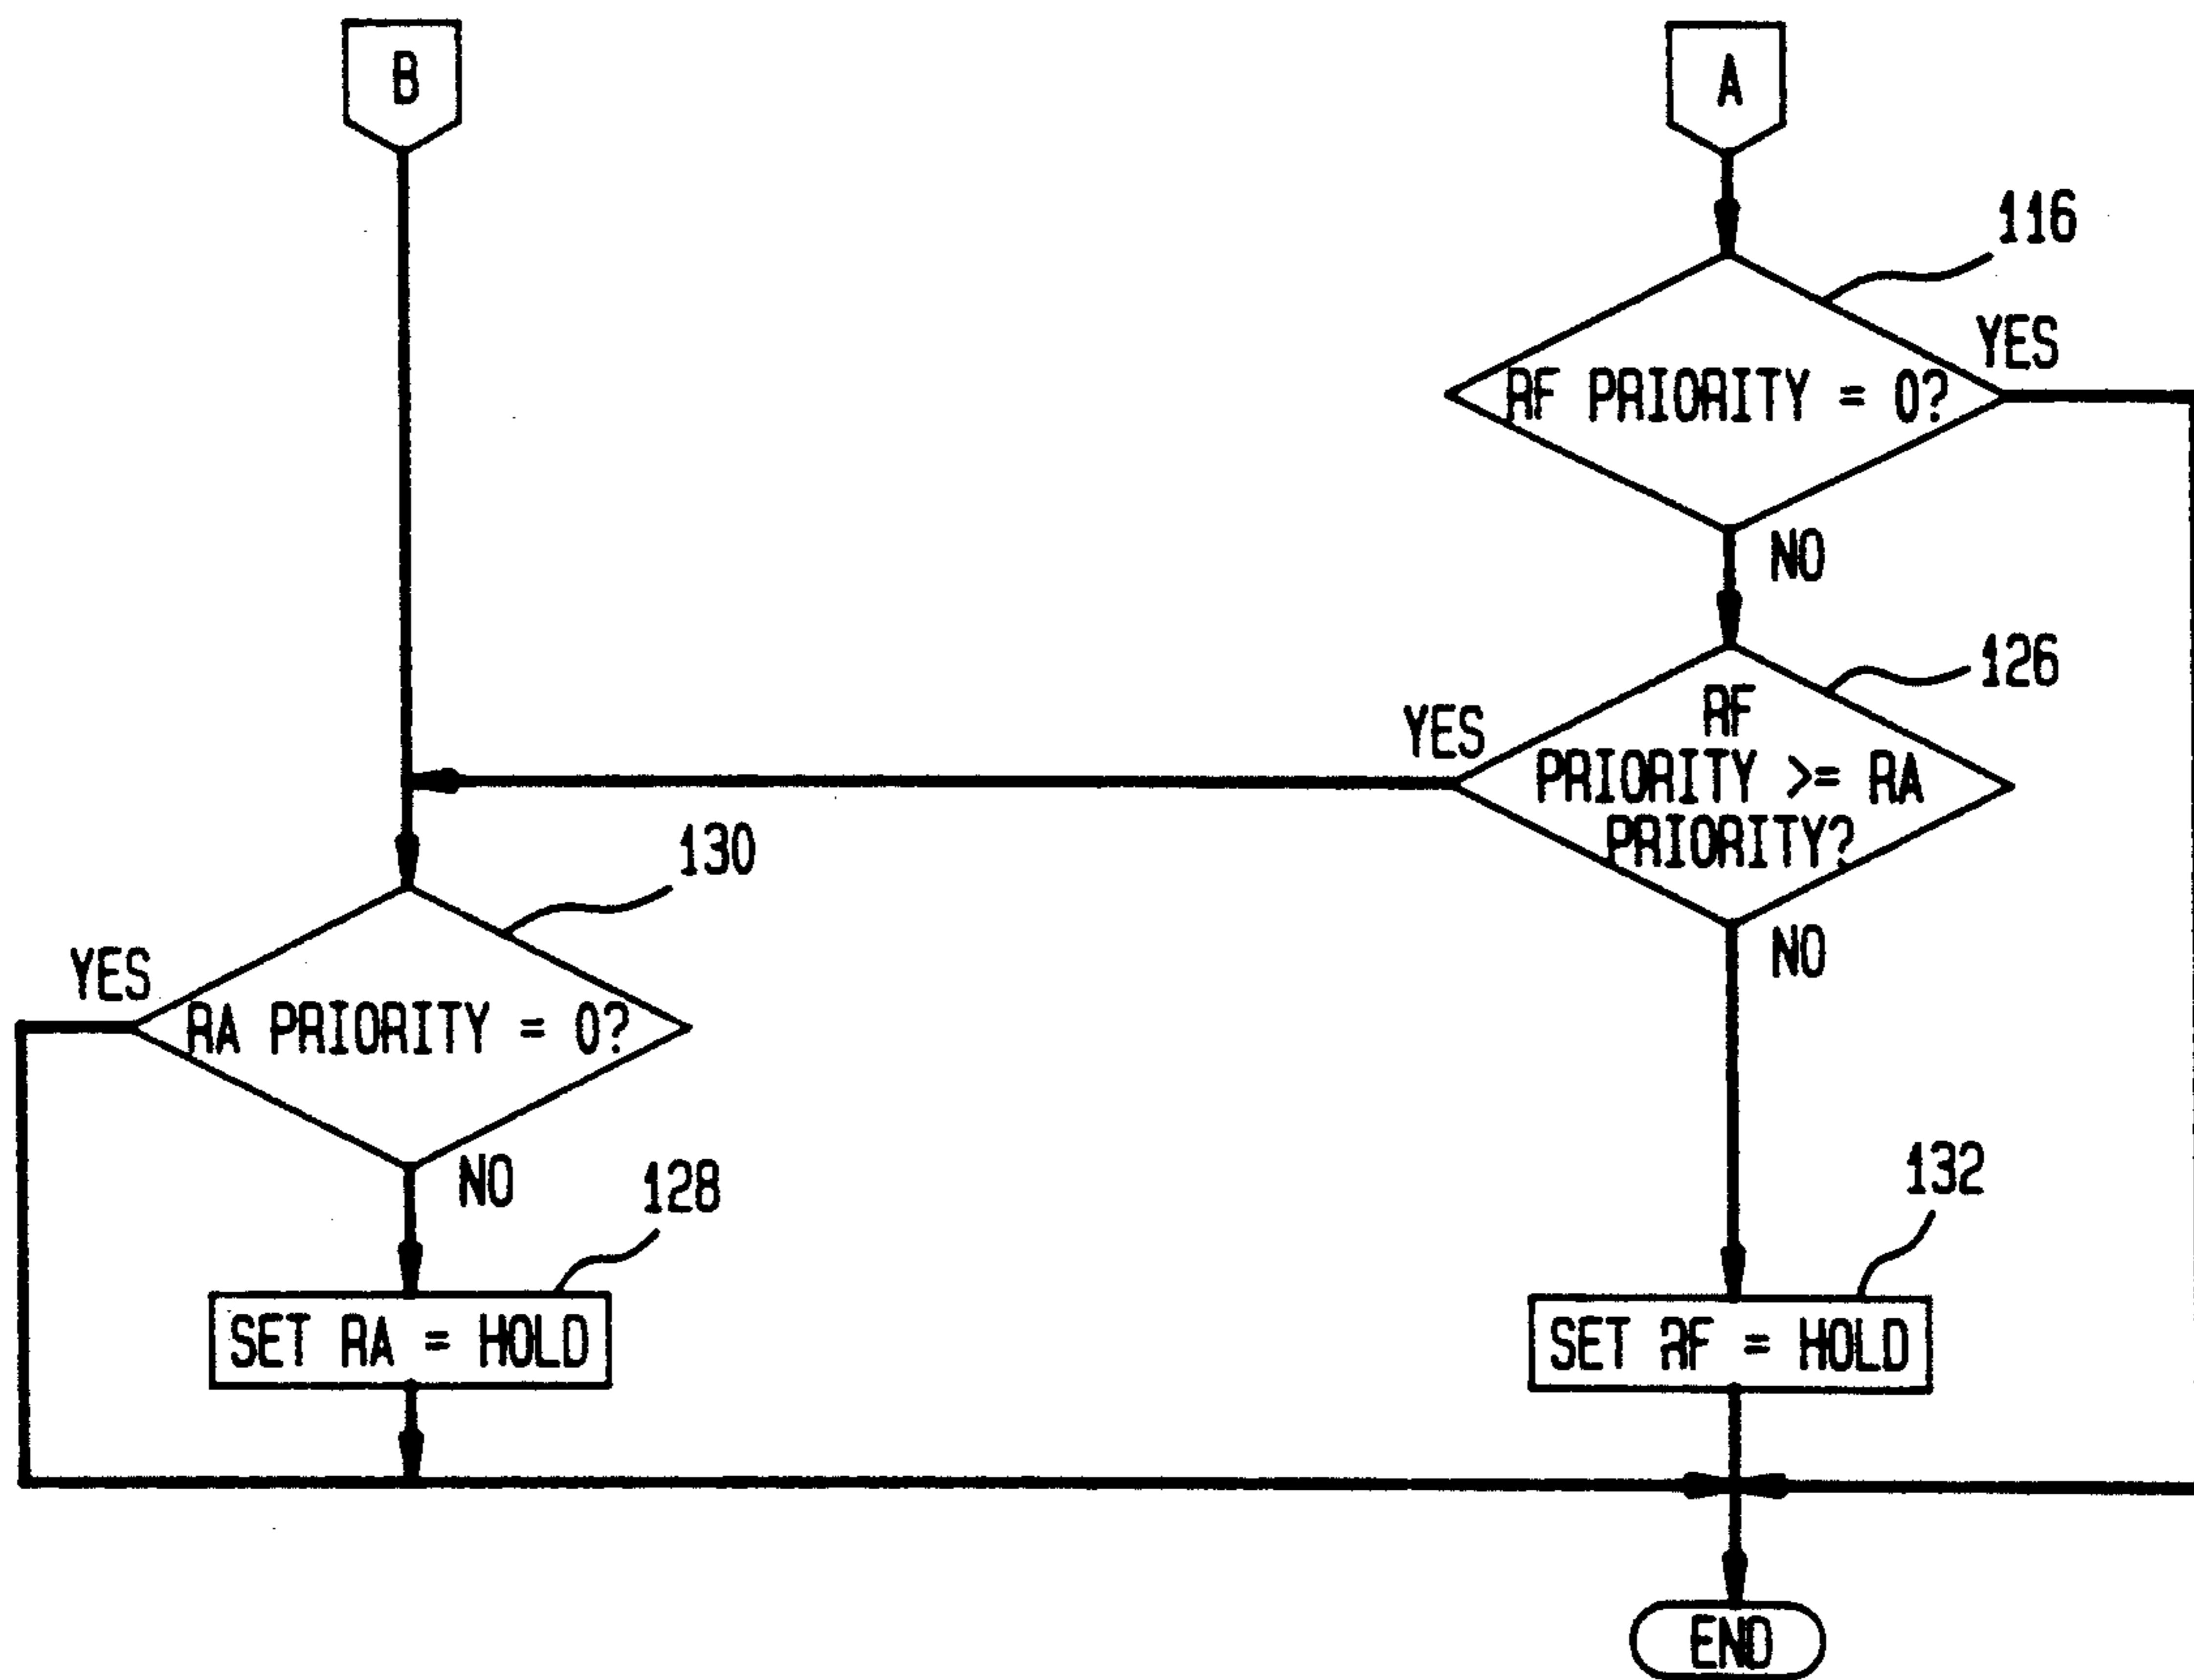 B
A
116
YES
RF PRIORITY = 0?
NO
126
YES
RF
PRIORITY >= RA
PRIORITY?
NO
130
YES
RA PRIORITY = 0?
NO
128
SET RA = HOLD
132
SET RF = HOLD
END